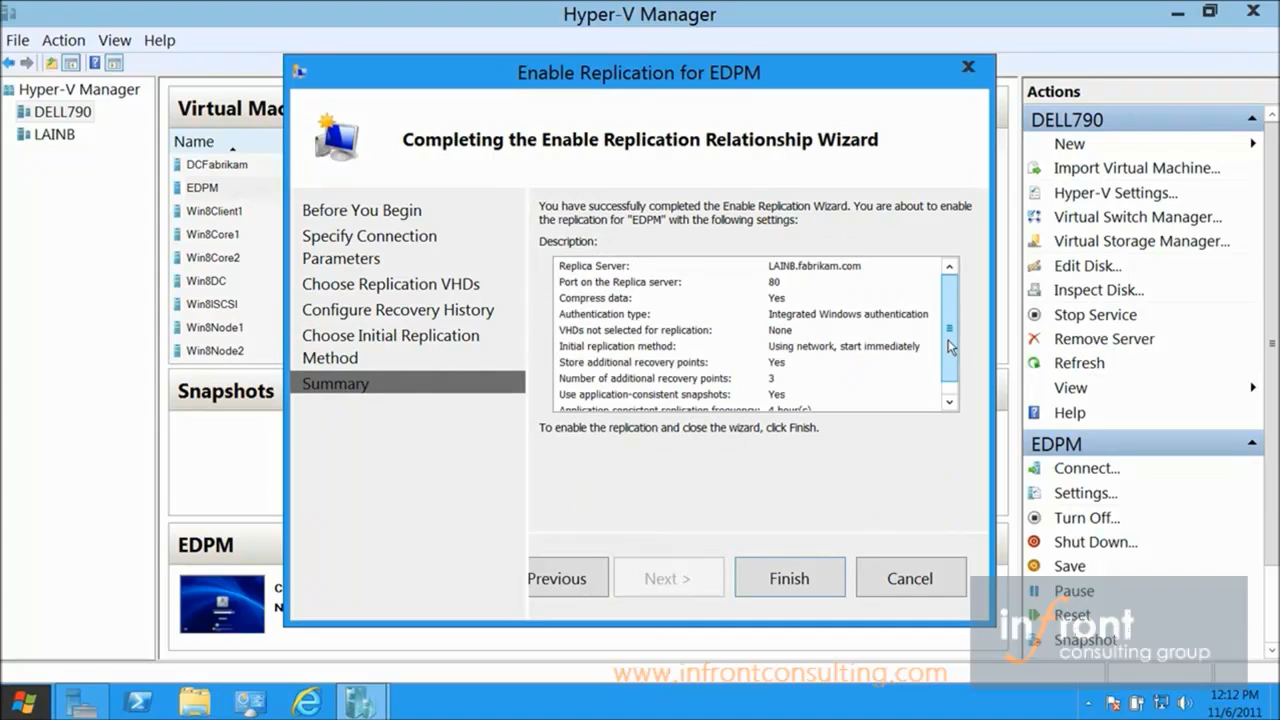 Hyper-V Manager
File Action View Help
Hyper-V Manager
DELL790
LAINB
Virtual Mac
Name
DCFabrikam
EDPM
Win8Client1
Win8Core1
Win8Core2
Win8DC
Win8ISCSI
Win8Node1
Win8Node2
Snapshots
EDPM
C
N
Enable Replication for EDPM
Completing the Enable Replication Relationship Wizard
Before You Begin
Specify Connection
Parameters
Choose Replication VHDs
Configure Recovery History
Choose Initial Replication
Method
Summary
You have successfully completed the Enable Replication Wizard. You are about to enable
the replication for "EDPM" with the following settings:
Description:
Replica Server: LAINB.fabrikam.com
Port on the Replica server: 80
Compress data: Yes
Authentication type: Integrated Windows authentication
VHDs not selected for replication: None
Initial replication method: Using network, start immediately
Store additional recovery points: Yes
Number of additional recovery points: 3
Use application-consistent snapshots: Yes
Application consistent replication frequency: 4 hour(s)
To enable the replication and close the wizard, click Finish.
Previous Next > Finish Cancel
Actions
DELL790
New
Import Virtual Machine...
Hyper-V Settings...
Virtual Switch Manager...
Virtual Storage Manager...
Edit Disk...
Inspect Disk...
Stop Service
Remove Server
Refresh
View
Help
EDPM
Connect...
Settings...
Turn Off...
Shut Down...
Save
Pause
Reset
Snapshot
infront
consulting group
www.infrontconsulting.com
12:12 PM
11/6/2011